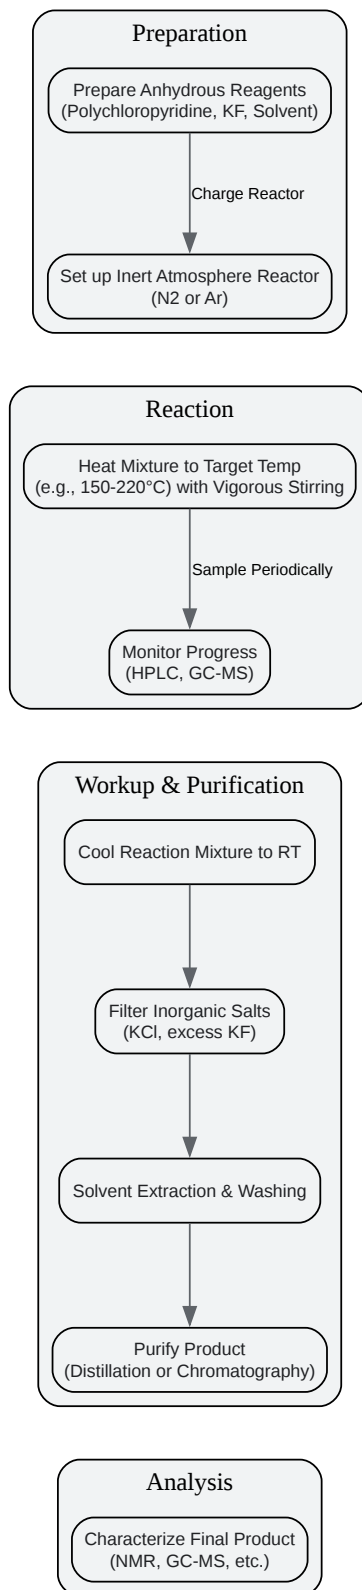 Preparation
Prepare Anhydrous Reagents
(Polychloropyridine, KF, Solvent)
Charge Reactor
Set up Inert Atmosphere Reactor
(N2 or Ar)
Reaction
Heat Mixture to Target Temp
(e.g., 150-220°C) with Vigorous Stirring
Sample Periodically
Monitor Progress
(HPLC, GC-MS)
Workup & Purification
Cool Reaction Mixture to RT
Filter Inorganic Salts
(KCl, excess KF)
Solvent Extraction & Washing
Purify Product
(Distillation or Chromatography)
Analysis
Characterize Final Product
(NMR, GC-MS, etc.)